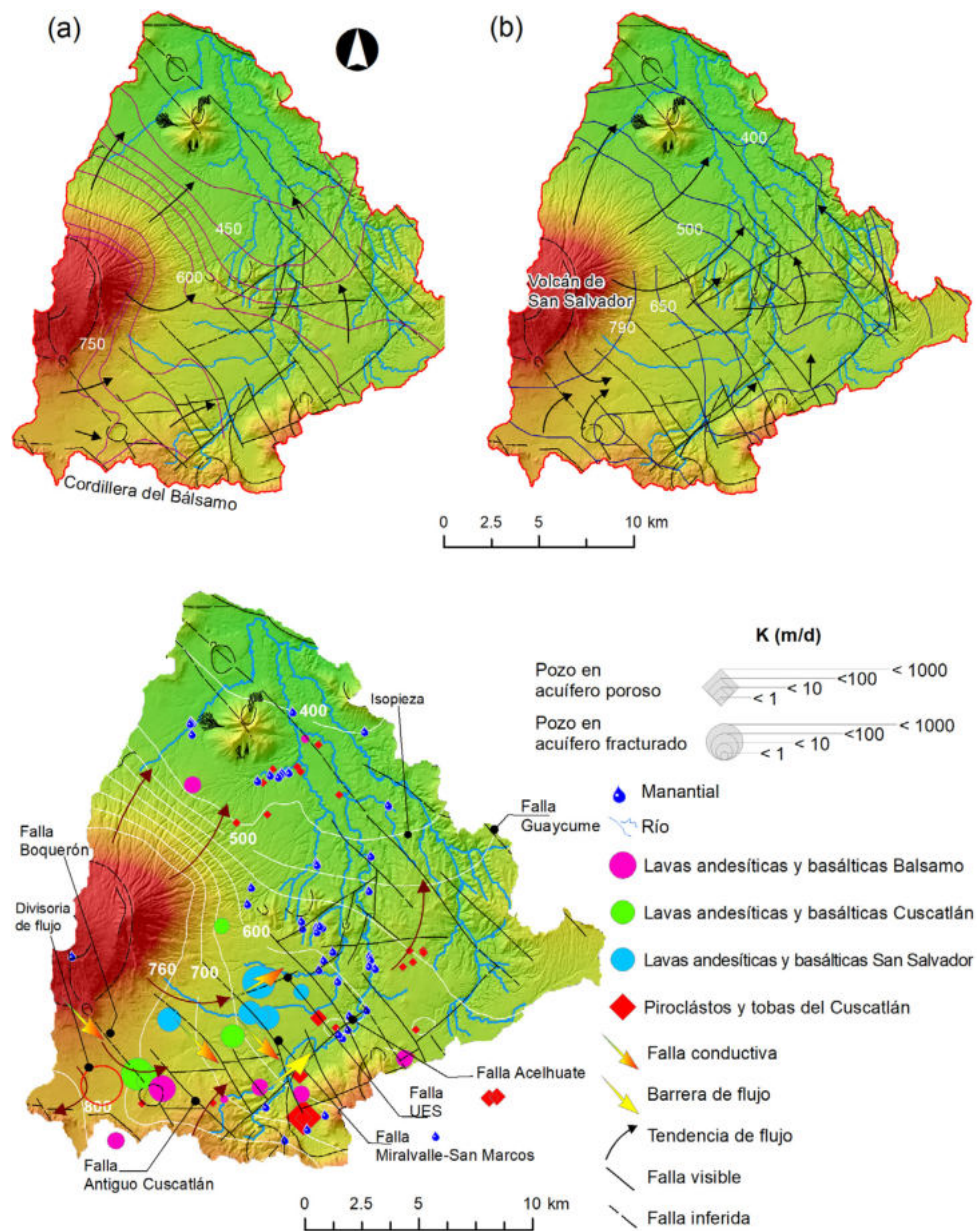 (a)
(b)
450
600
750
Cordillera del Bálsamo
400
500
Volcán de
San Salvador
650
790
0 2.5 5 10 km
K (m/d)
Pozo en
acuífero poroso
< 1 < 10 <100 < 1000
Pozo en
acuífero fracturado
< 1 < 10 < 100 < 1000
Manantial
Río
Lavas andesíticas y basálticas Balsamo
Lavas andesíticas y basálticas Cuscatlán
Lavas andesíticas y basálticas San Salvador
Piroclástos y tobas del Cuscatlán
Falla conductiva
Barrera de flujo
Tendencia de flujo
Falla visible
Falla inferida
Isopieza
400
Falla
Guaycume
500
Falla
Boquerón
Divisoria
de flujo
600
760
700
800
Falla Acelhuate
Falla
UES
Falla
Miralvalle-San Marcos
Falla
Antiguo Cuscatlán
0 2.5 5 10 km